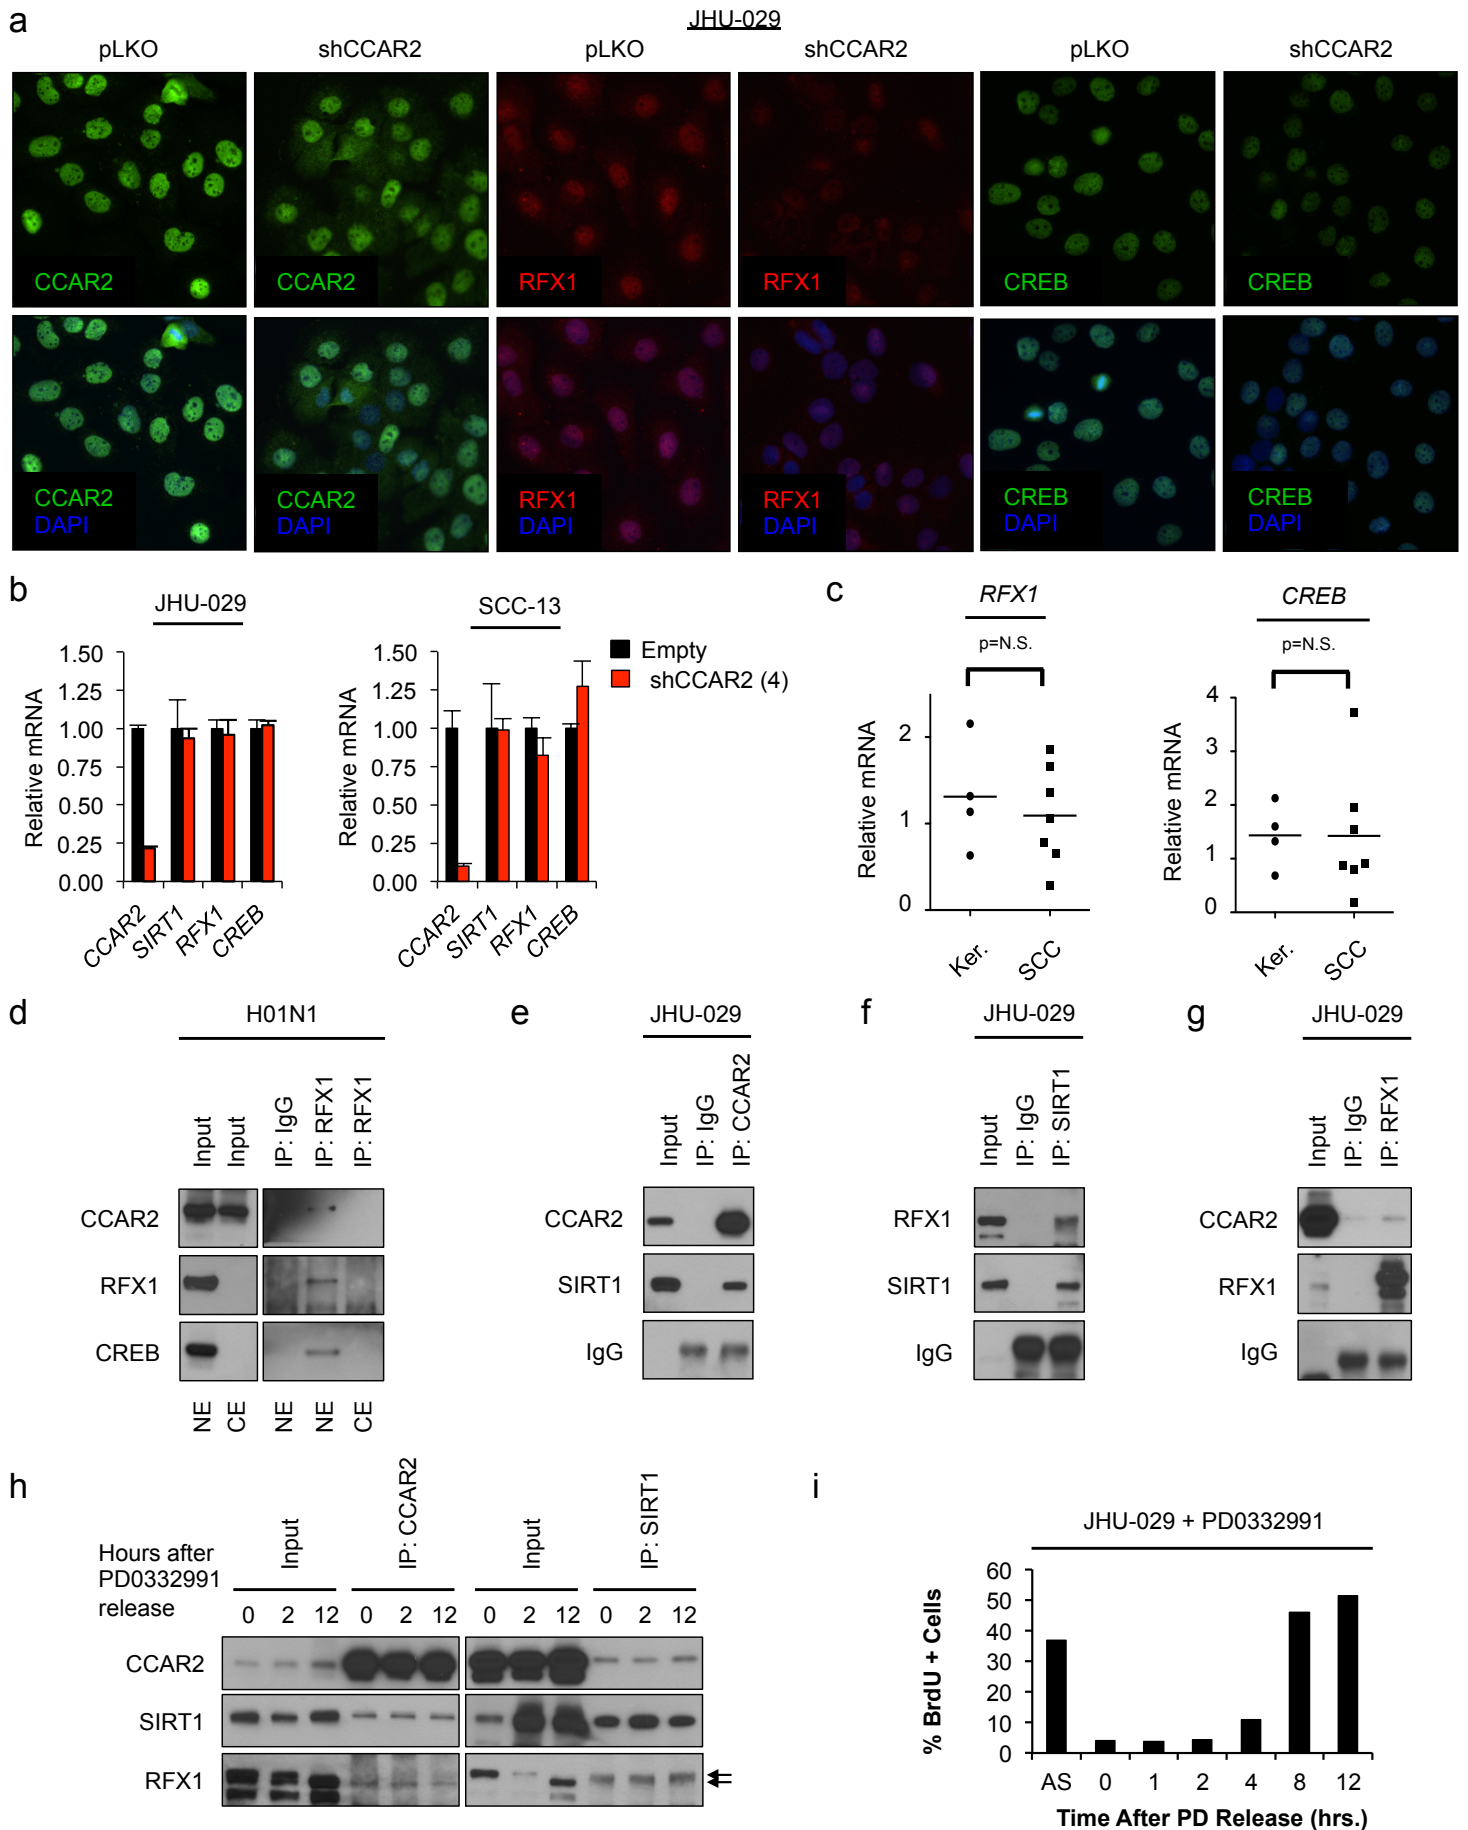 a
JHU-029
pLKO shCCAR2 pLKO shCCAR2 pLKO shCCAR2
CCAR2 CCAR2 RFX1 RFX1 CREB CREB
CCAR2 CCAR2 RFX1 RFX1 CREB CREB
DAPI DAPI DAPI DAPI DAPI DAPI
b
JHU-029
Relative mRNA
1.50
1.25
1.00
0.75
0.50
0.25
0.00
CCAR2 SIRT1 RFX1 CREB
SCC-13
Relative mRNA
1.50
1.25
1.00
0.75
0.50
0.25
0.00
CCAR2 SIRT1 RFX1 CREB
Empty
shCCAR2 (4)
c
RFX1
p=N.S.
Relative mRNA
2
1
0
Ker. SCC
CREB
p=N.S.
Relative mRNA
4
3
2
1
0
Ker. SCC
d
H01N1
Input Input IP: IgG IP: RFX1 IP: RFX1
CCAR2
RFX1
CREB
NE CE NE NE CE
e
JHU-029
Input IP: IgG IP: CCAR2
CCAR2
SIRT1
IgG
f
JHU-029
Input IP: IgG IP: SIRT1
RFX1
SIRT1
IgG
g
JHU-029
Input IP: IgG IP: RFX1
CCAR2
RFX1
IgG
h
Input IP: CCAR2 Input IP: SIRT1
Hours after
PD0332991
release
0 2 12 0 2 12 0 2 12 0 2 12
CCAR2
SIRT1
RFX1
i
JHU-029 + PD0332991
% BrdU + Cells
60
50
40
30
20
10
0
AS 0 1 2 4 8 12
Time After PD Release (hrs.)